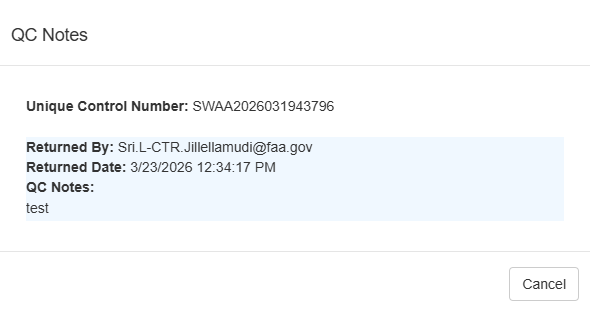 QC Notes
Unique Control Number: SWAA2026031943796
Returned By: Sri.L-CTR.Jillellamudi@faa.gov
Returned Date: 3/23/2026 12:34:17 PM
QC Notes:
test
Cancel